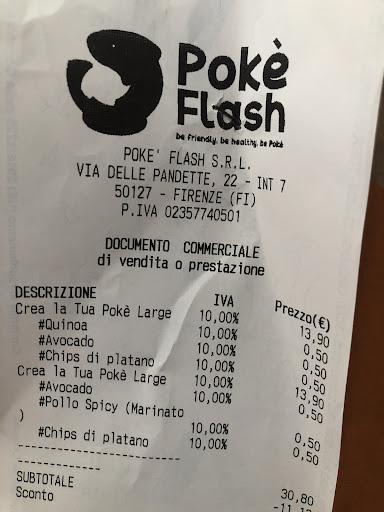 Pokè
Flash
be friendly. be healthy. be Pokè
POKE' FLASH S.R.L.
VIA DELLE PANDETTE, 22 - INT 7
50127 - FIRENZE (FI)
P.IVA 02357740501
DOCUMENTO COMMERCIALE
di vendita o prestazione
DESCRIZIONE IVA Prezzo(€)
Crea la Tua Pokè Large 10,00% 13,90
#Quinoa 10,00% 0,50
#Avocado 10,00% 0,50
#Chips di platano 10,00% 0,50
Crea la Tua Pokè Large 10,00% 13,90
#Avocado 10,00% 0,50
#Pollo Spicy (Marinato
) 10,00% 0,50
#Chips di platano 10,00% 0,50
------------------------
------------
SUBTOTALE 30,80
Sconto